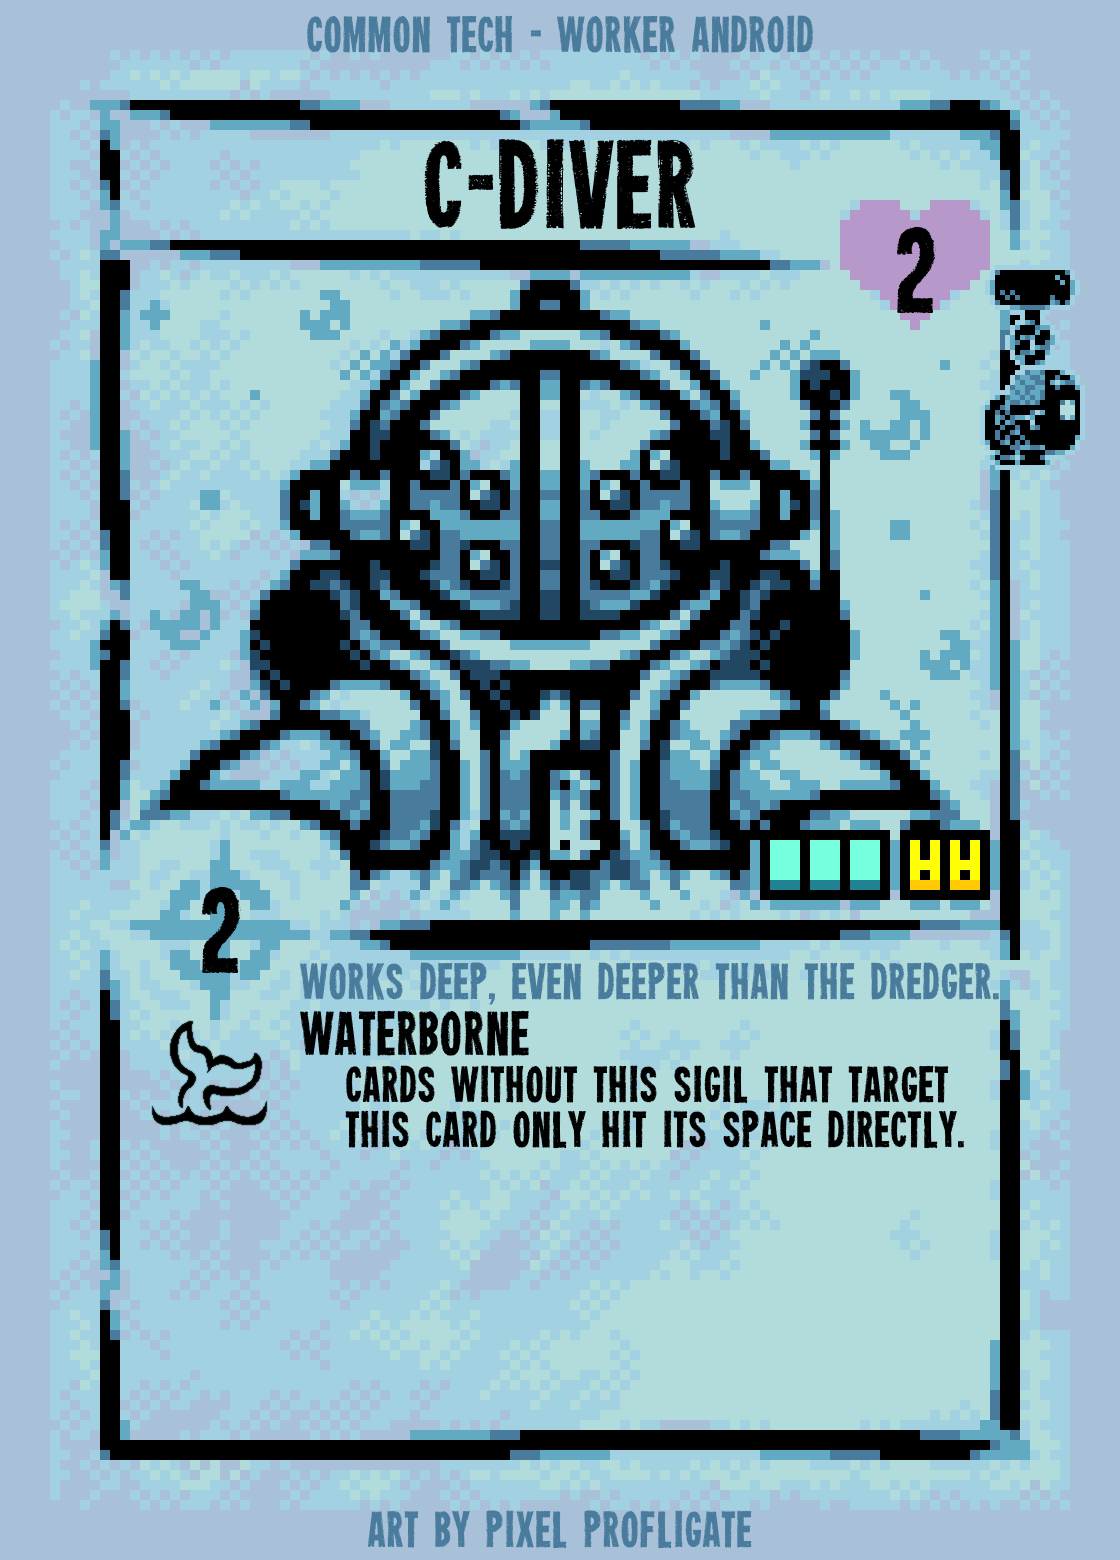 COMMON TECH - WORKER ANDROID
C-DIVER
2
2
WORKS DEEP, EVEN DEEPER THAN THE DREDGER.
WATERBORNE
CARDS WITHOUT THIS SIGIL THAT TARGET
THIS CARD ONLY HIT ITS SPACE DIRECTLY.
ART BY PIXEL PROFLIGATE